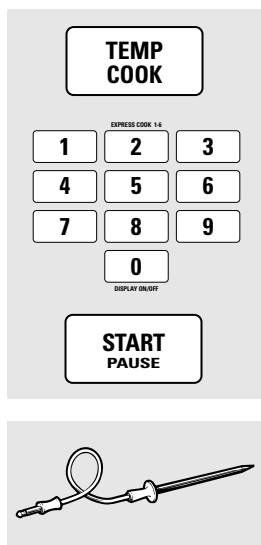 TEMP
COOK
EXPRESS COOK 1-6
1 2 3
4 5 6
7 8 9
0
DISPLAY ON/OFF
START
PAUSE